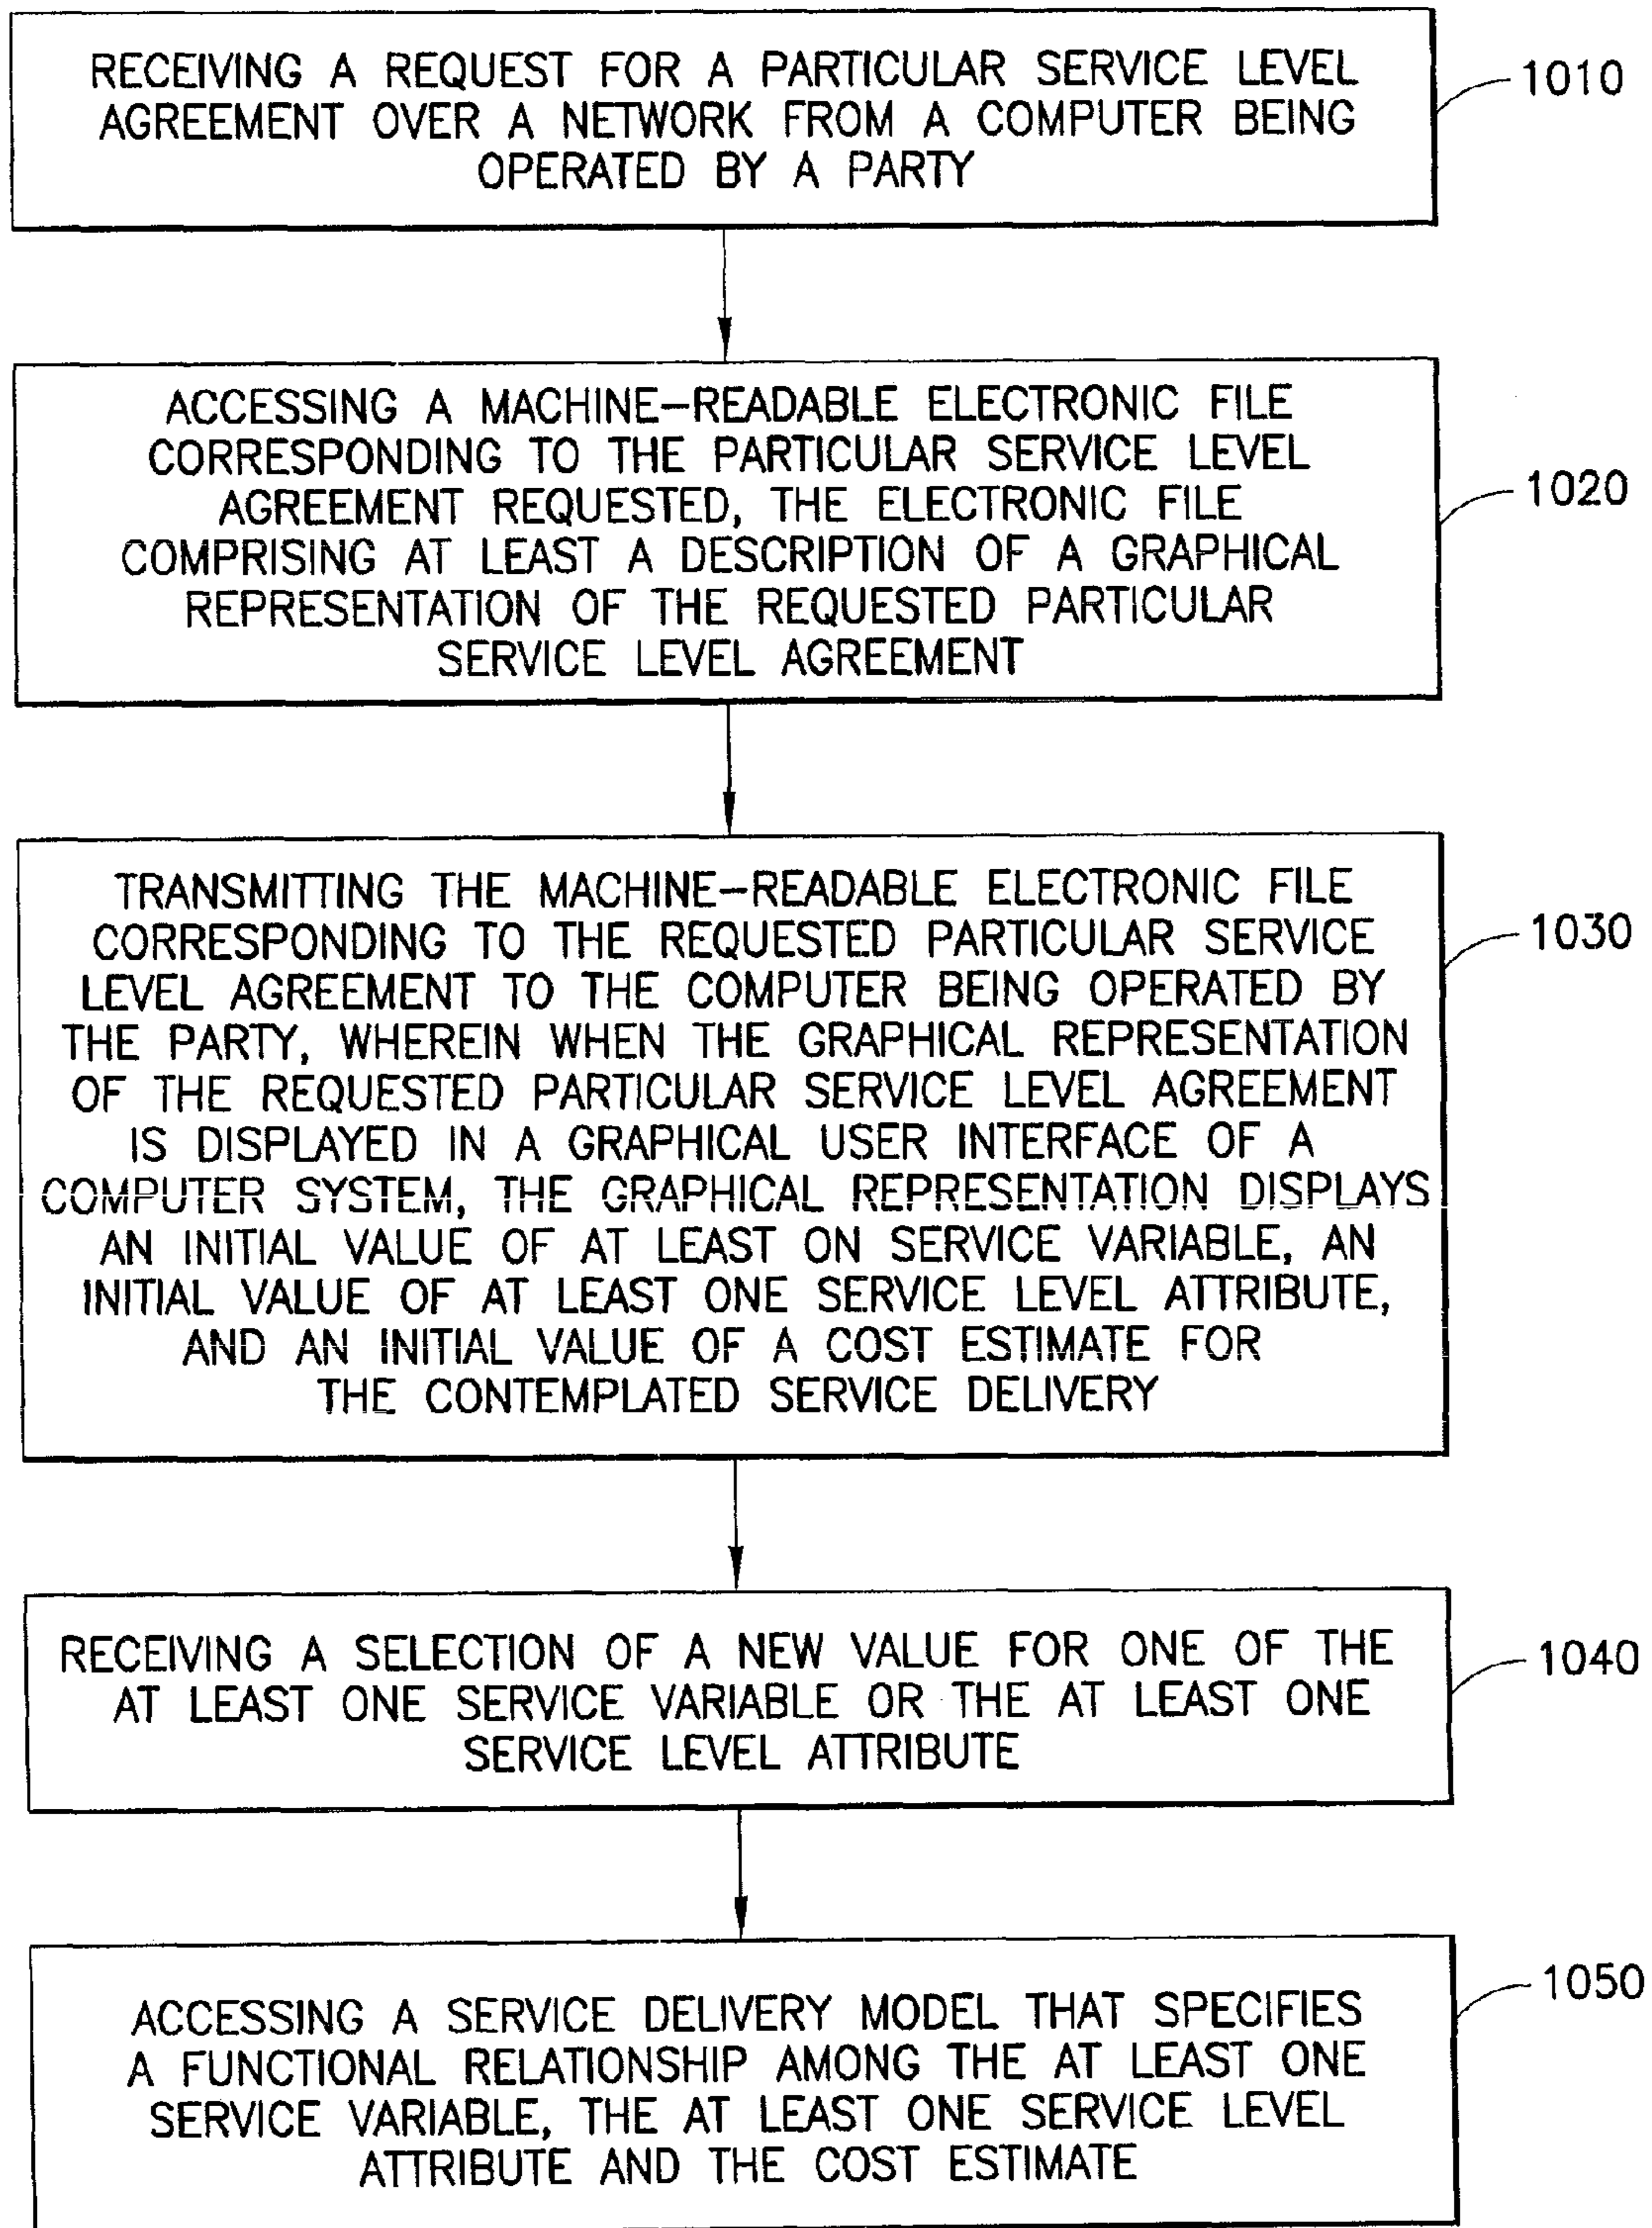 RECEIVING A REQUEST FOR A PARTICULAR SERVICE LEVEL
AGREEMENT OVER A NETWORK FROM A COMPUTER BEING
OPERATED BY A PARTY
1010
ACCESSING A MACHINE-READABLE ELECTRONIC FILE
CORRESPONDING TO THE PARTICULAR SERVICE LEVEL
AGREEMENT REQUESTED, THE ELECTRONIC FILE
COMPRISING AT LEAST A DESCRIPTION OF A GRAPHICAL
REPRESENTATION OF THE REQUESTED PARTICULAR
SERVICE LEVEL AGREEMENT
1020
TRANSMITTING THE MACHINE-READABLE ELECTRONIC FILE
CORRESPONDING TO THE REQUESTED PARTICULAR SERVICE
LEVEL AGREEMENT TO THE COMPUTER BEING OPERATED BY
THE PARTY, WHEREIN WHEN THE GRAPHICAL REPRESENTATION
OF THE REQUESTED PARTICULAR SERVICE LEVEL AGREEMENT
IS DISPLAYED IN A GRAPHICAL USER INTERFACE OF A
COMPUTER SYSTEM, THE GRAPHICAL REPRESENTATION DISPLAYS
AN INITIAL VALUE OF AT LEAST ON SERVICE VARIABLE, AN
INITIAL VALUE OF AT LEAST ONE SERVICE LEVEL ATTRIBUTE,
AND AN INITIAL VALUE OF A COST ESTIMATE FOR
THE CONTEMPLATED SERVICE DELIVERY
1030
RECEIVING A SELECTION OF A NEW VALUE FOR ONE OF THE
AT LEAST ONE SERVICE VARIABLE OR THE AT LEAST ONE
SERVICE LEVEL ATTRIBUTE
1040
ACCESSING A SERVICE DELIVERY MODEL THAT SPECIFIES
A FUNCTIONAL RELATIONSHIP AMONG THE AT LEAST ONE
SERVICE VARIABLE, THE AT LEAST ONE SERVICE LEVEL
ATTRIBUTE AND THE COST ESTIMATE
1050